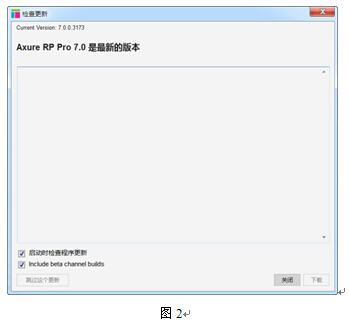 检查更新
Current Version: 7.0.0.3173
Axure RP Pro 7.0 是最新的版本
启动时检查程序更新
Include beta channel builds
跳过这个更新 关闭 下载
图 2